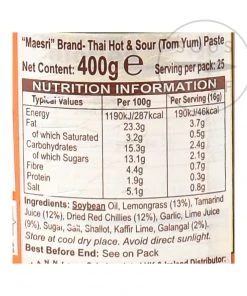 "Maesri" Brand- Thai Hot & Sour (Tom Yum) Paste
Net Content: 400g e Serving per pack: 25
NUTRITION INFORMATION
Typical Values Per 100g Per Serving (16g)
Energy 1190kJ/287kcal 190kJ/46kcal
Fat 23.3g 3.7g
of which Saturated 3.2g 0.5g
Carbohydrates 15.3g 2.4g
of which Sugars 13.1g 2.1g
Fibre 4.4g 0.7g
Protein 1.9g 0.3g
Salt 5.1g 0.8g
Ingredients: Soybean Oil, Lemongrass (13%), Tamarind
Juice (12%), Dried Red Chillies (12%), Garlic, Lime Juice
(9%), Sugar, Salt, Shallot, Kaffir Lime, Galangal (2%).
Store at cool dry place. Avoid direct sunlight.
Best Before End: See on Pack